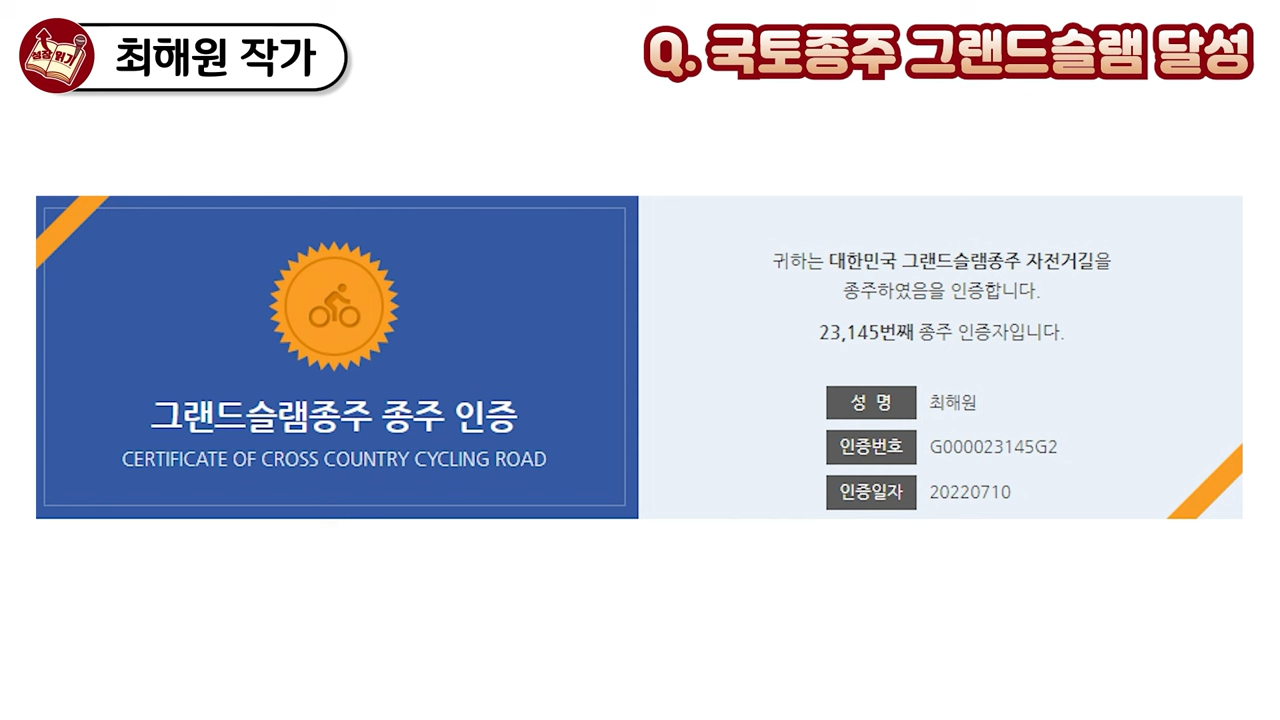 성장 읽기
최해원 작가
Q. 국토종주 그랜드슬램 달성
그랜드슬램종주 종주 인증
CERTIFICATE OF CROSS COUNTRY CYCLING ROAD
귀하는 대한민국 그랜드슬램종주 자전거길을
종주하였음을 인증합니다.
23,145번째 종주 인증자입니다.
성 명 최해원
인증번호 G000023145G2
인증일자 20220710